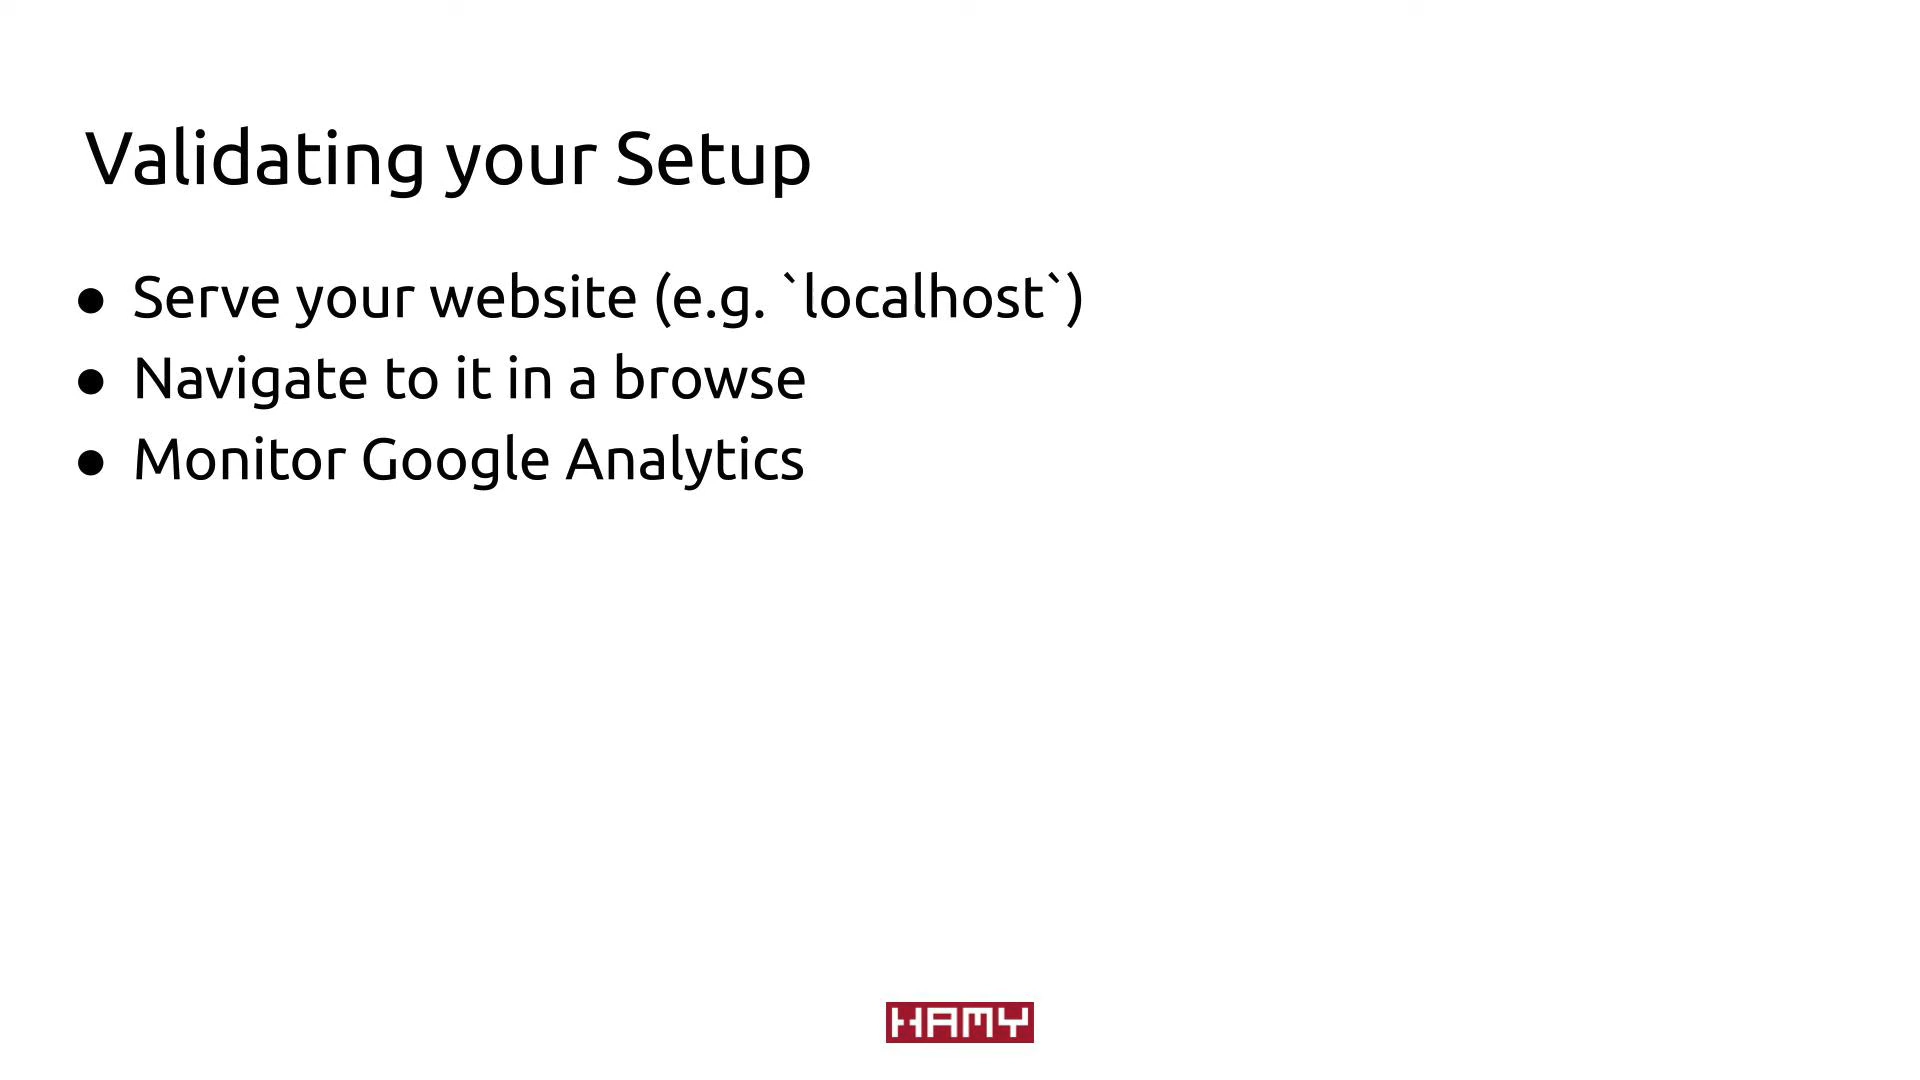 Validating your Setup
● Serve your website (e.g. `localhost`)
● Navigate to it in a browse
● Monitor Google Analytics
HAMY